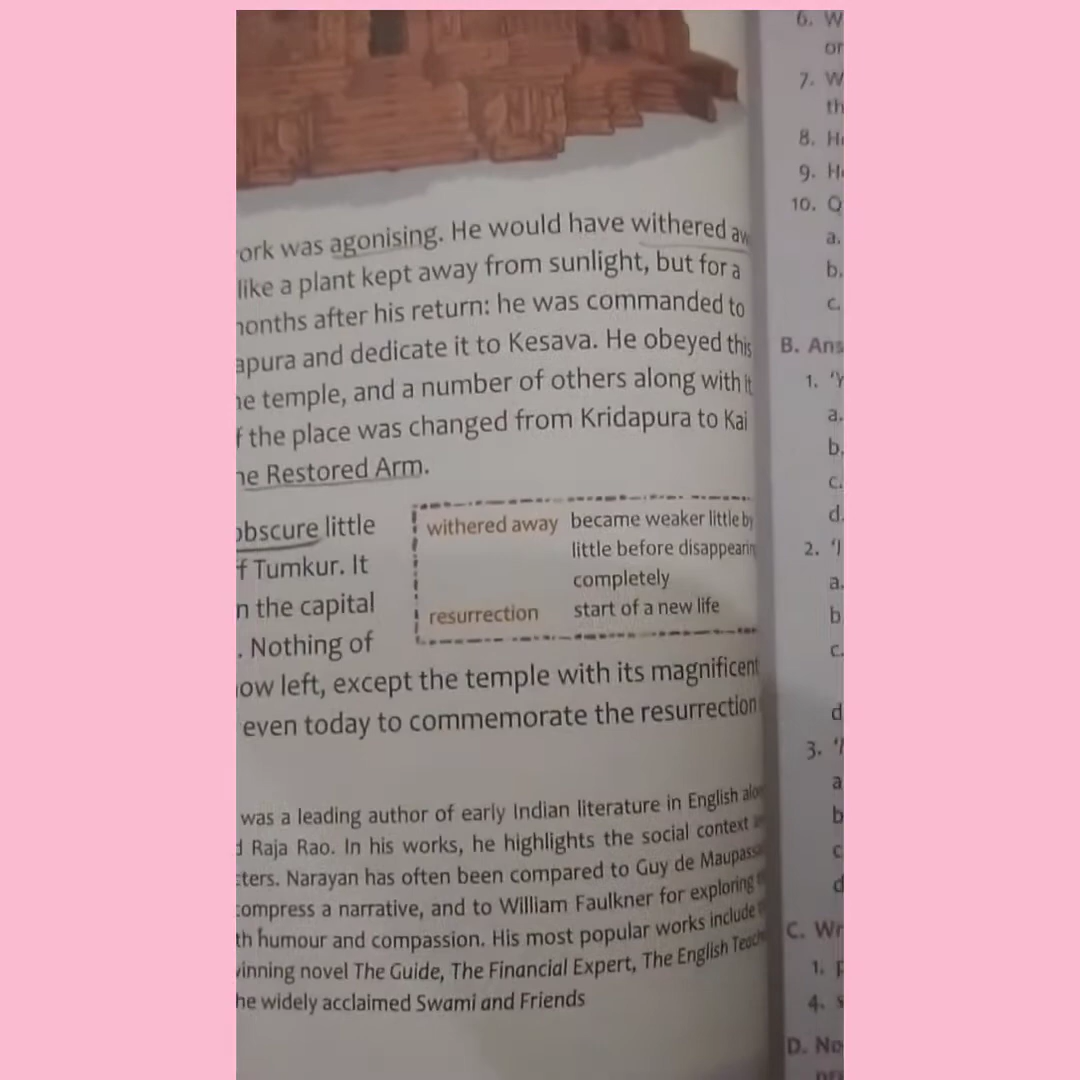 ork was agonising. He would have withered aw
like a plant kept away from sunlight, but for a
onths after his return: he was commanded to
apura and dedicate it to Kesava. He obeyed this
he temple, and a number of others along with it
f the place was changed from Kridapura to Kai
he Restored Arm.
obscure little
f Tumkur. It
n the capital
. Nothing of
withered away became weaker little by
little before disappearin
completely
resurrection start of a new life
ow left, except the temple with its magnificent
even today to commemorate the resurrection
was a leading author of early Indian literature in English alo
d Raja Rao. In his works, he highlights the social context
cters. Narayan has often been compared to Guy de Maupass
compress a narrative, and to William Faulkner for exploring
th humour and compassion. His most popular works include
vinning novel The Guide, The Financial Expert, The English Teach
he widely acclaimed Swami and Friends
6. W
or
7. W
th
8. H
9. H
10. Q
a.
b.
c.
B. Ans
1. 'Y
a.
b.
c.
d.
2. 'I
a.
b
c.
d
3. '
a
b
c
d
C. Wr
1. p
4. s
D. No